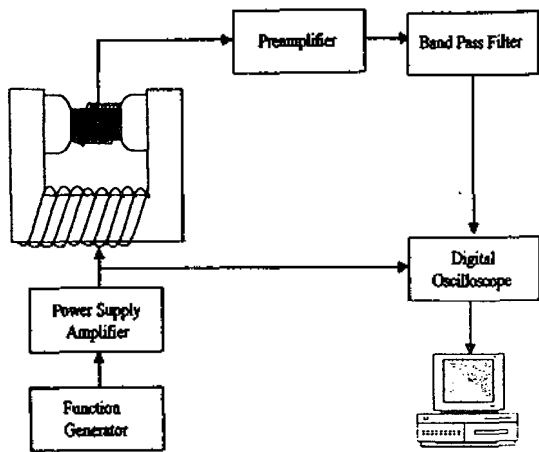 Preamplifier
Band Pass Filter
Digital
Oscilloscope
Power Supply
Amplifier
Function
Generator